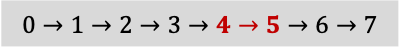 0 → 1 → 2 → 3 → 4 → 5 → 6 → 7